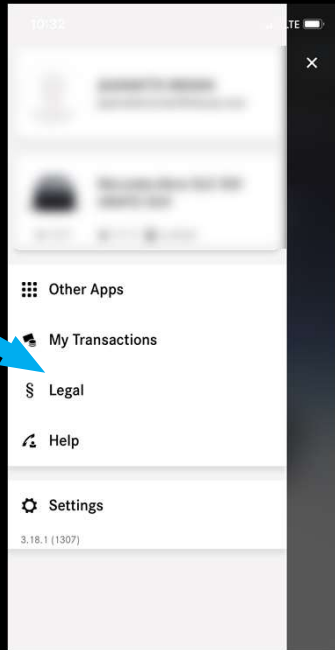 10:32
LTE
Other Apps
My Transactions
§ Legal
Help
Settings
3.18.1 (1307)